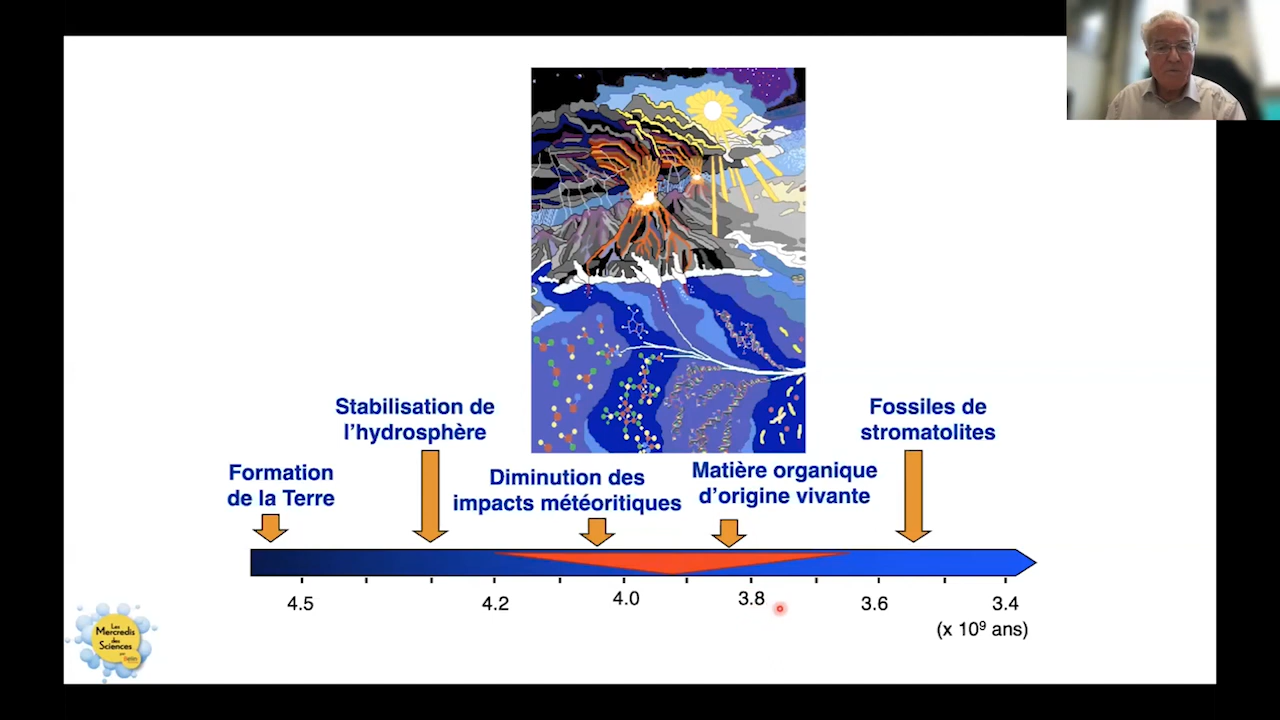 Stabilisation de
l'hydrosphère
Fossiles de
stromatolites
Formation
de la Terre
Diminution des
impacts météoritiques
Matière organique
d'origine vivante
4.5
4.2
4.0
3.8
3.6
3.4
(x 10⁹ ans)
Les
Mercredis
des
Sciences